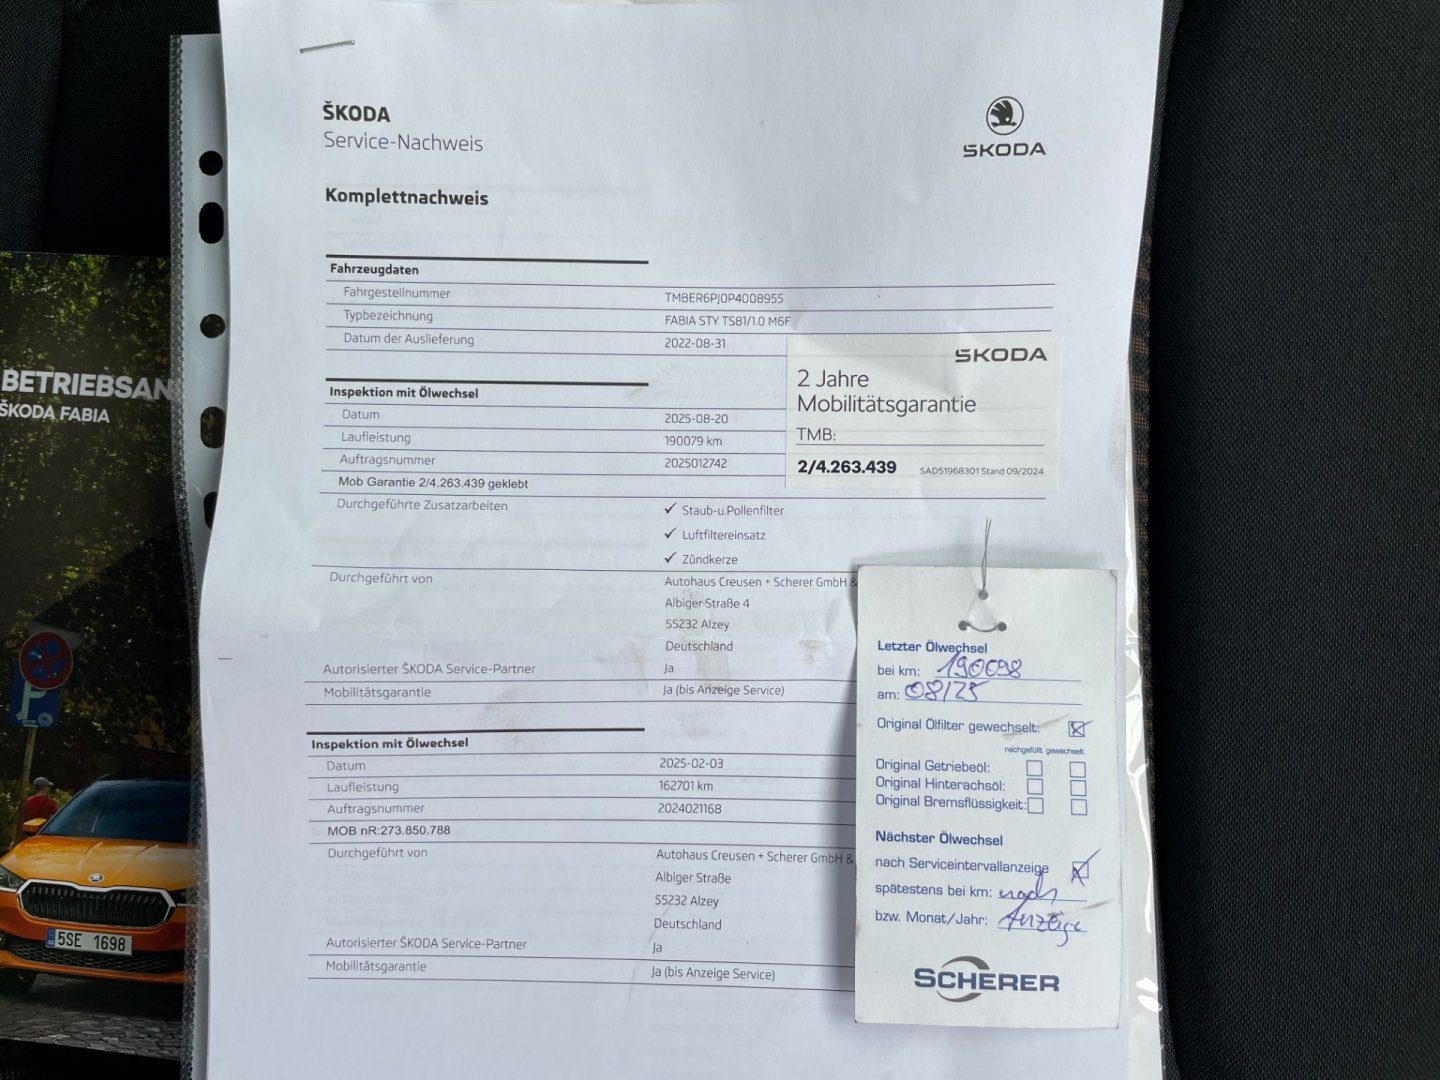 ŠKODA
Service-Nachweis
ŠKODA
Komplettnachweis
Fahrzeugdaten
Fahrgestellnummer TMBER6PJ0P4008955
Typbezeichnung FABIA STY TS81/1.0 M6F
Datum der Auslieferung 2022-08-31
Inspektion mit Ölwechsel
Datum 2025-08-20
Laufleistung 190079 km
Auftragsnummer 2025012742
Mob Garantie 2/4.263.439 geklebt
Durchgeführte Zusatzarbeiten ✓ Staub-u.Pollenfilter
✓ Luftfiltereinsatz
✓ Zündkerze
Durchgeführt von Autohaus Creusen + Scherer GmbH &
Albiger Straße 4
55232 Alzey
Deutschland
Autorisierter ŠKODA Service-Partner Ja
Mobilitätsgarantie Ja (bis Anzeige Service)
Inspektion mit Ölwechsel
Datum 2025-02-03
Laufleistung 162701 km
Auftragsnummer 2024021168
MOB nR:273.850.788
Durchgeführt von Autohaus Creusen + Scherer GmbH &
Albiger Straße
55232 Alzey
Deutschland
Autorisierter ŠKODA Service-Partner Ja
Mobilitätsgarantie Ja (bis Anzeige Service)
ŠKODA
2 Jahre
Mobilitätsgarantie
TMB:
2/4.263.439 SAD51968301 Stand 09/2024
Letzter Ölwechsel
bei km: 190098
am: 08/25
Original Ölfilter gewechselt:
nachgefüllt gewechselt
Original Getriebeöl:
Original Hinterachsöl:
Original Bremsflüssigkeit:
Nächster Ölwechsel
nach Serviceintervallanzeige
spätestens bei km: nach
bzw. Monat/Jahr: Anzeige
SCHERER
BETRIEBSAN
ŠKODA FABIA
5SE 1698